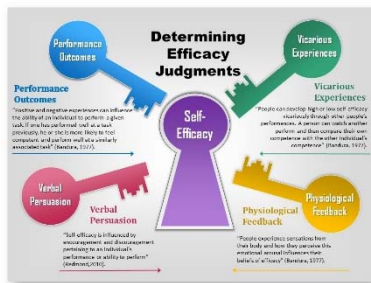 Determining
Efficacy
Judgments
Performance
Outcomes
Performance
Outcomes
"Positive and negative experiences can influence
the ability of an individual to perform a given
task. If one has performed well at a task
previously, he or she is more likely to feel
competent and perform well at a similarly
associated task" (Bandura, 1977).
Vicarious
Experiences
Vicarious
Experiences
"People can develop high or low self-efficacy
vicariously through other people's
performances. A person can watch another
perform and then compare their own
competence with the other individual's
competence" (Bandura, 1977).
Self-
Efficacy
Verbal
Persuasion
Verbal
Persuasion
"Self-efficacy is influenced by
encouragement and discouragement
pertaining to an individual's
performance or ability to perform"
(Redmond, 2010).
Physiological
Feedback
Physiological
Feedback
"People experience sensations from
their body and how they perceive this
emotional arousal influences their
beliefs of efficacy" (Bandura, 1977).